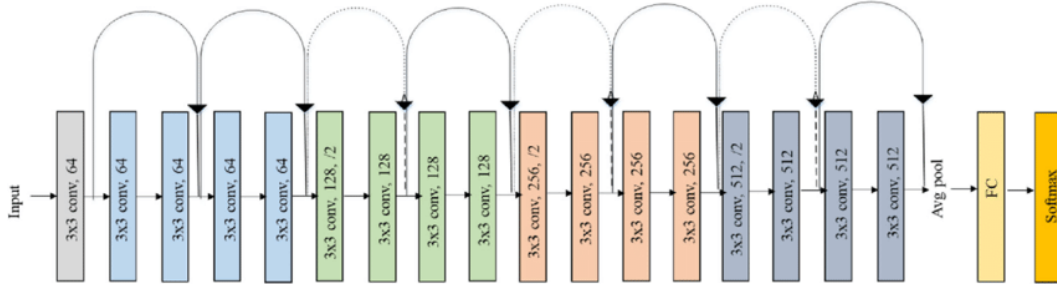 Input
3x3 conv, 64
3x3 conv, 64
3x3 conv, 64
3x3 conv, 64
3x3 conv, 64
3x3 conv, 128, /2
3x3 conv, 128
3x3 conv, 128
3x3 conv, 128
3x3 conv, 256, /2
3x3 conv, 256
3x3 conv, 256
3x3 conv, 256
3x3 conv, 512, /2
3x3 conv, 512
3x3 conv, 512
3x3 conv, 512
Avg pool
FC
Softmax